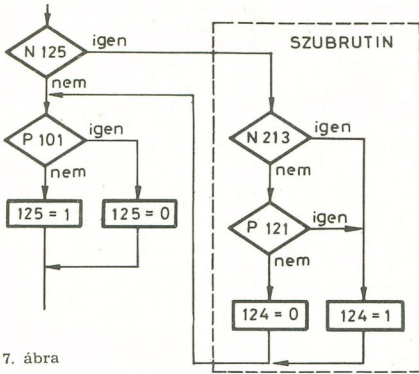 N 125
igen
nem
P 101
igen
nem
125 = 1
125 = 0
SZUBRUTIN
N 213
igen
nem
P 121
igen
nem
124 = 0
124 = 1
7. ábra